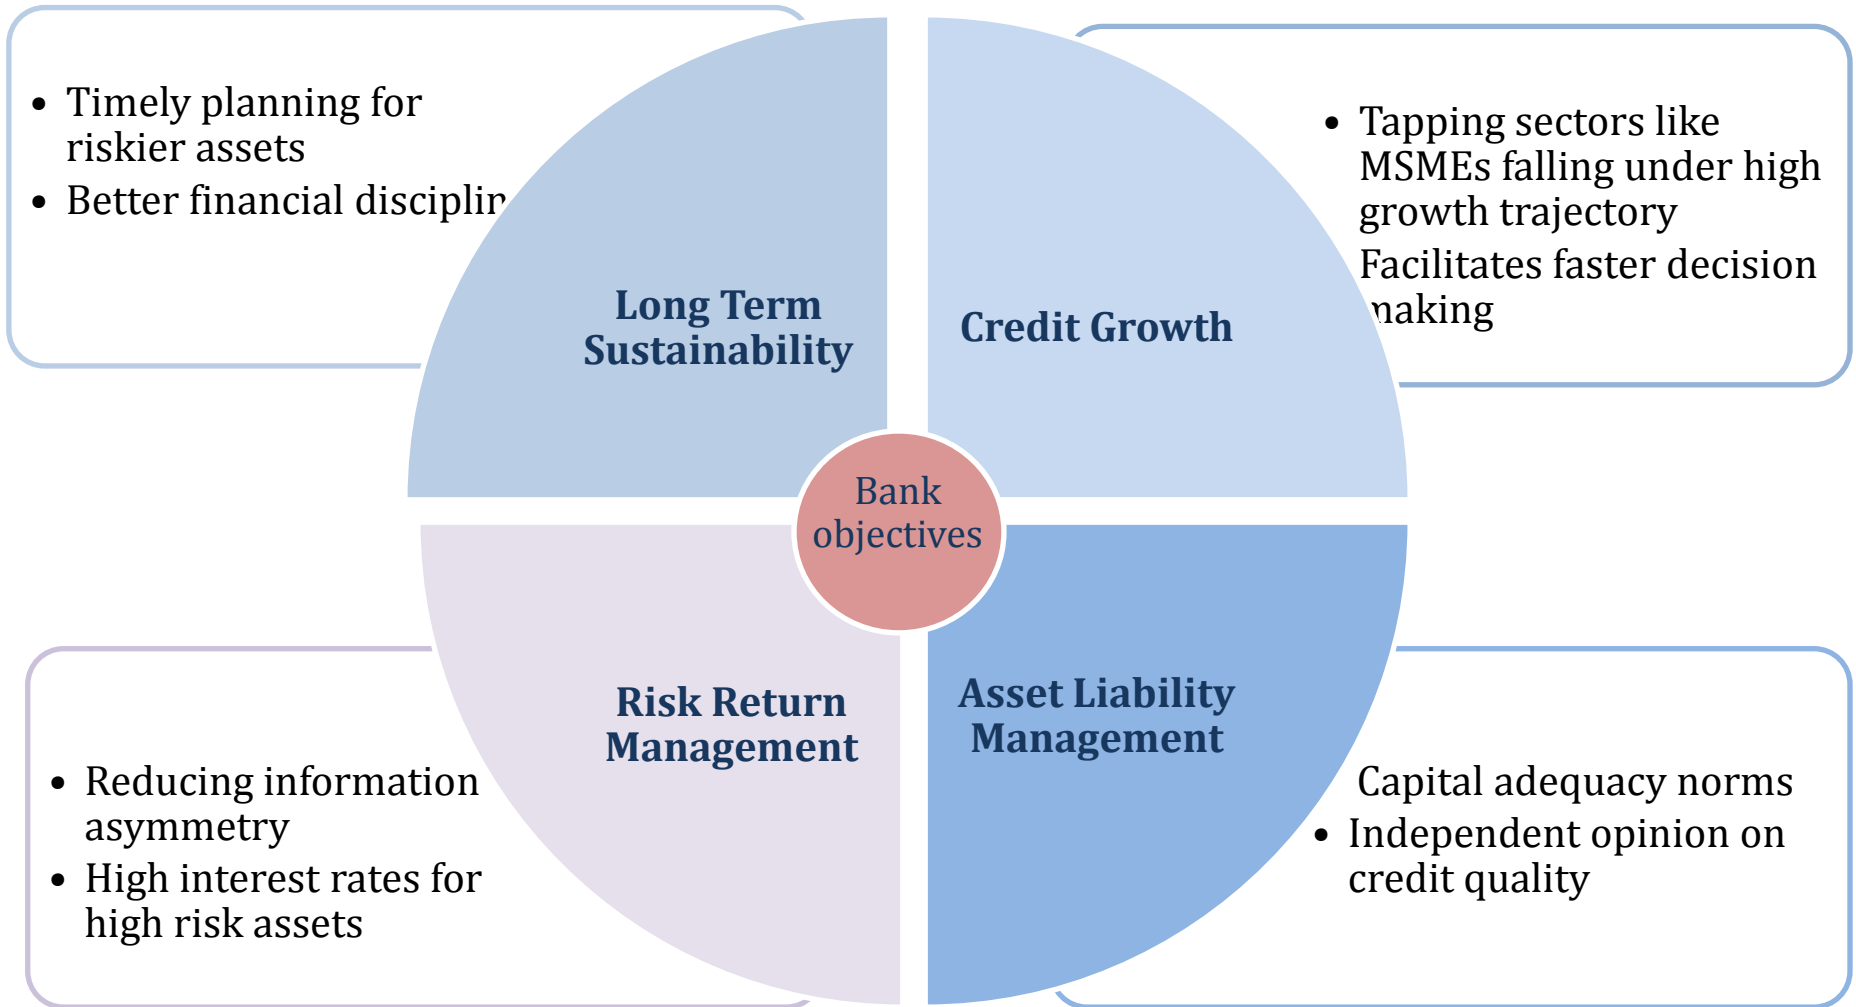 • Timely planning for
riskier assets
• Better financial disciplin
Long Term
Sustainability
Credit Growth
• Tapping sectors like
MSMEs falling under high
growth trajectory
Facilitates faster decision
making
Bank
objectives
Risk Return
Management
Asset Liability
Management
• Reducing information
asymmetry
• High interest rates for
high risk assets
Capital adequacy norms
• Independent opinion on
credit quality